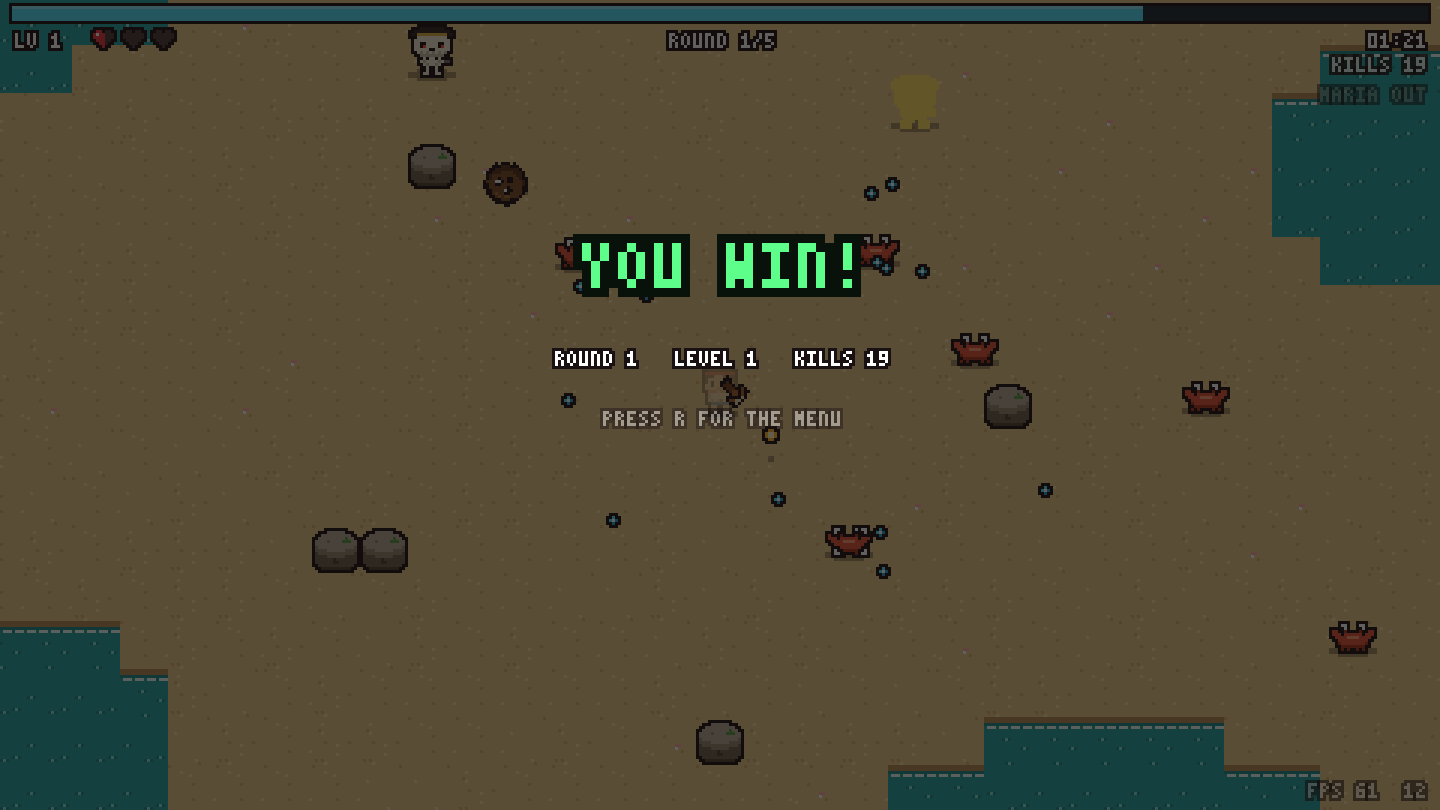 LV 1
ROUND 1/5
01:21
KILLS 19
MARIA OUT
YOU WIN!
ROUND 1 LEVEL 1 KILLS 19
PRESS R FOR THE MENU
FPS 61 12